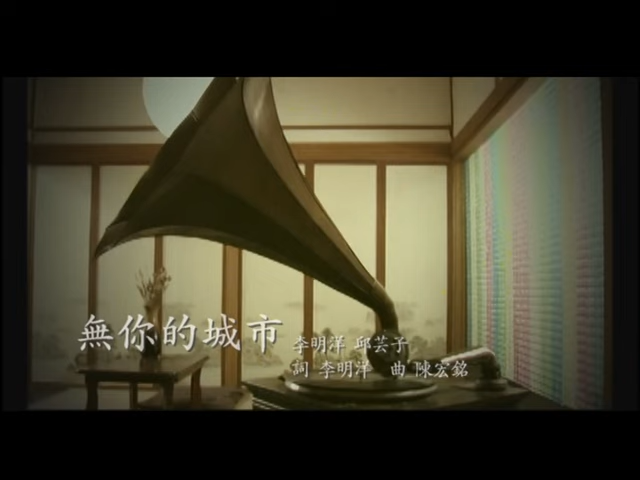 無你的城市
李明洋 邱芸子
詞 李明洋 曲 陳宏銘